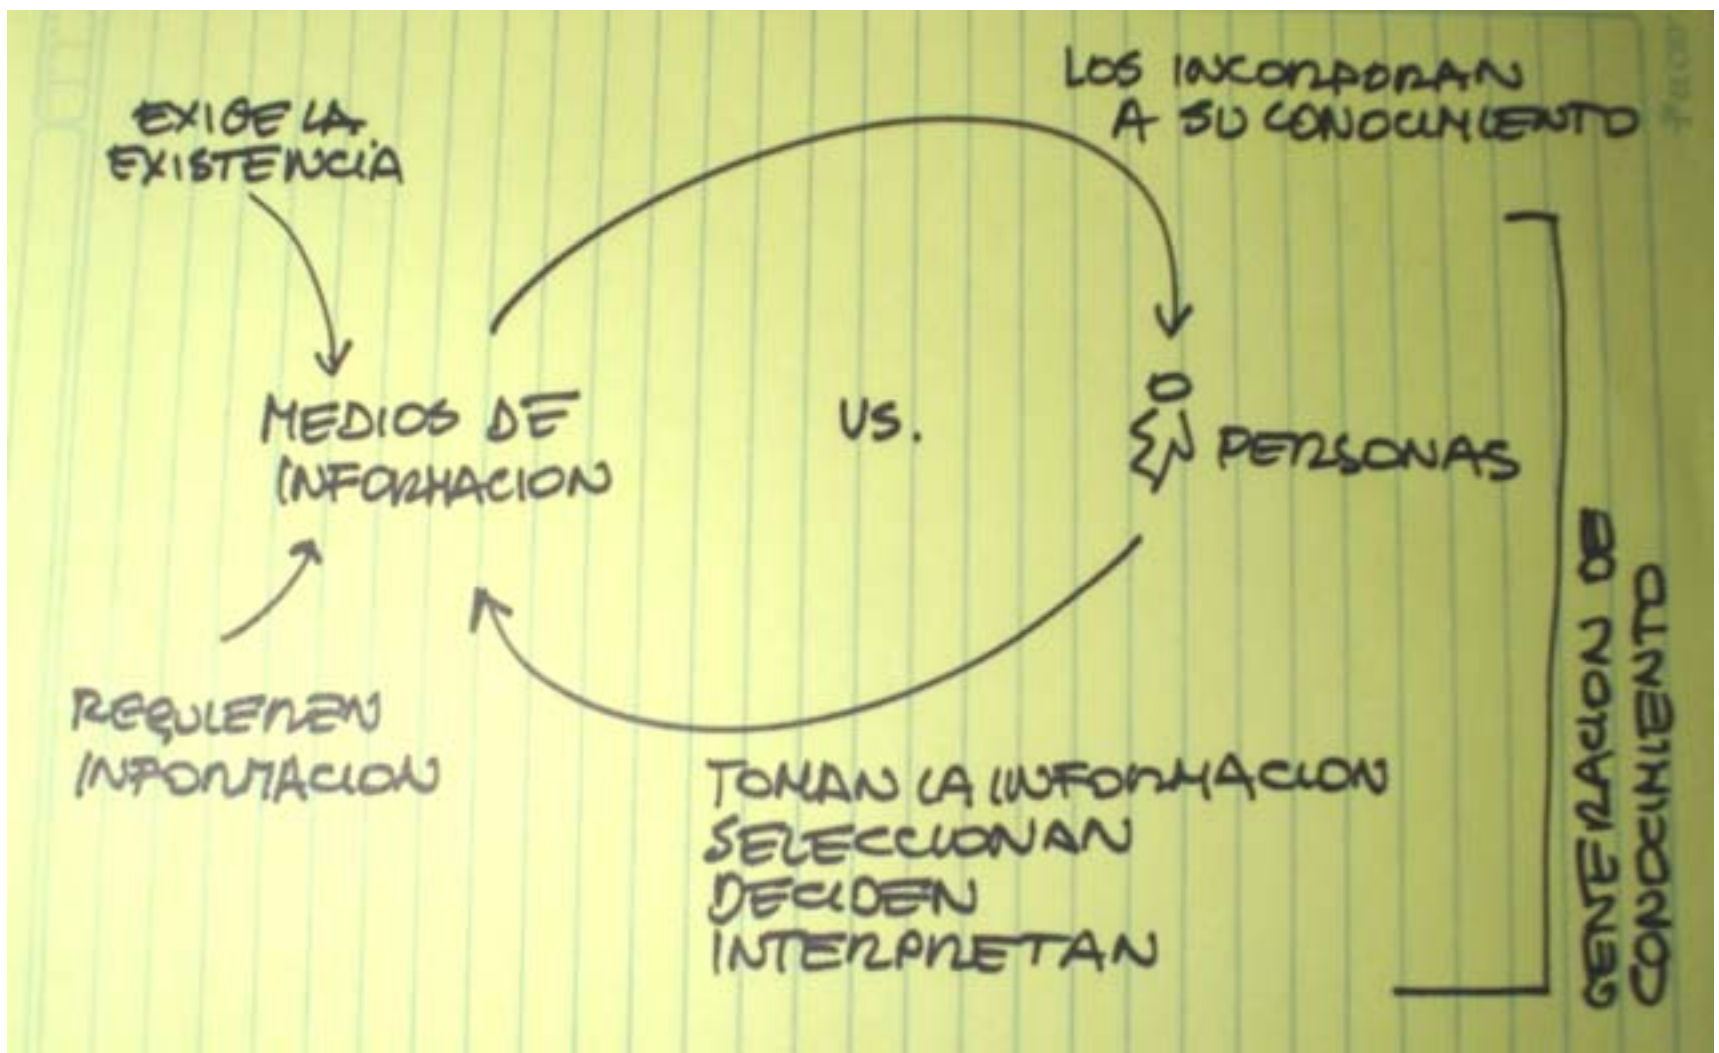 EXIGE LA
EXISTENCIA
LOS INCORPORAN
A SU CONOCIMIENTO
MEDIOS DE
INFORMACION
VS.
PERSONAS
REQUIEREN
INFORMACION
TOMAN LA INFORMACION
SELECCIONAN
DECIDEN
INTERPRETAN
GENERACION DE
CONOCIMIENTO